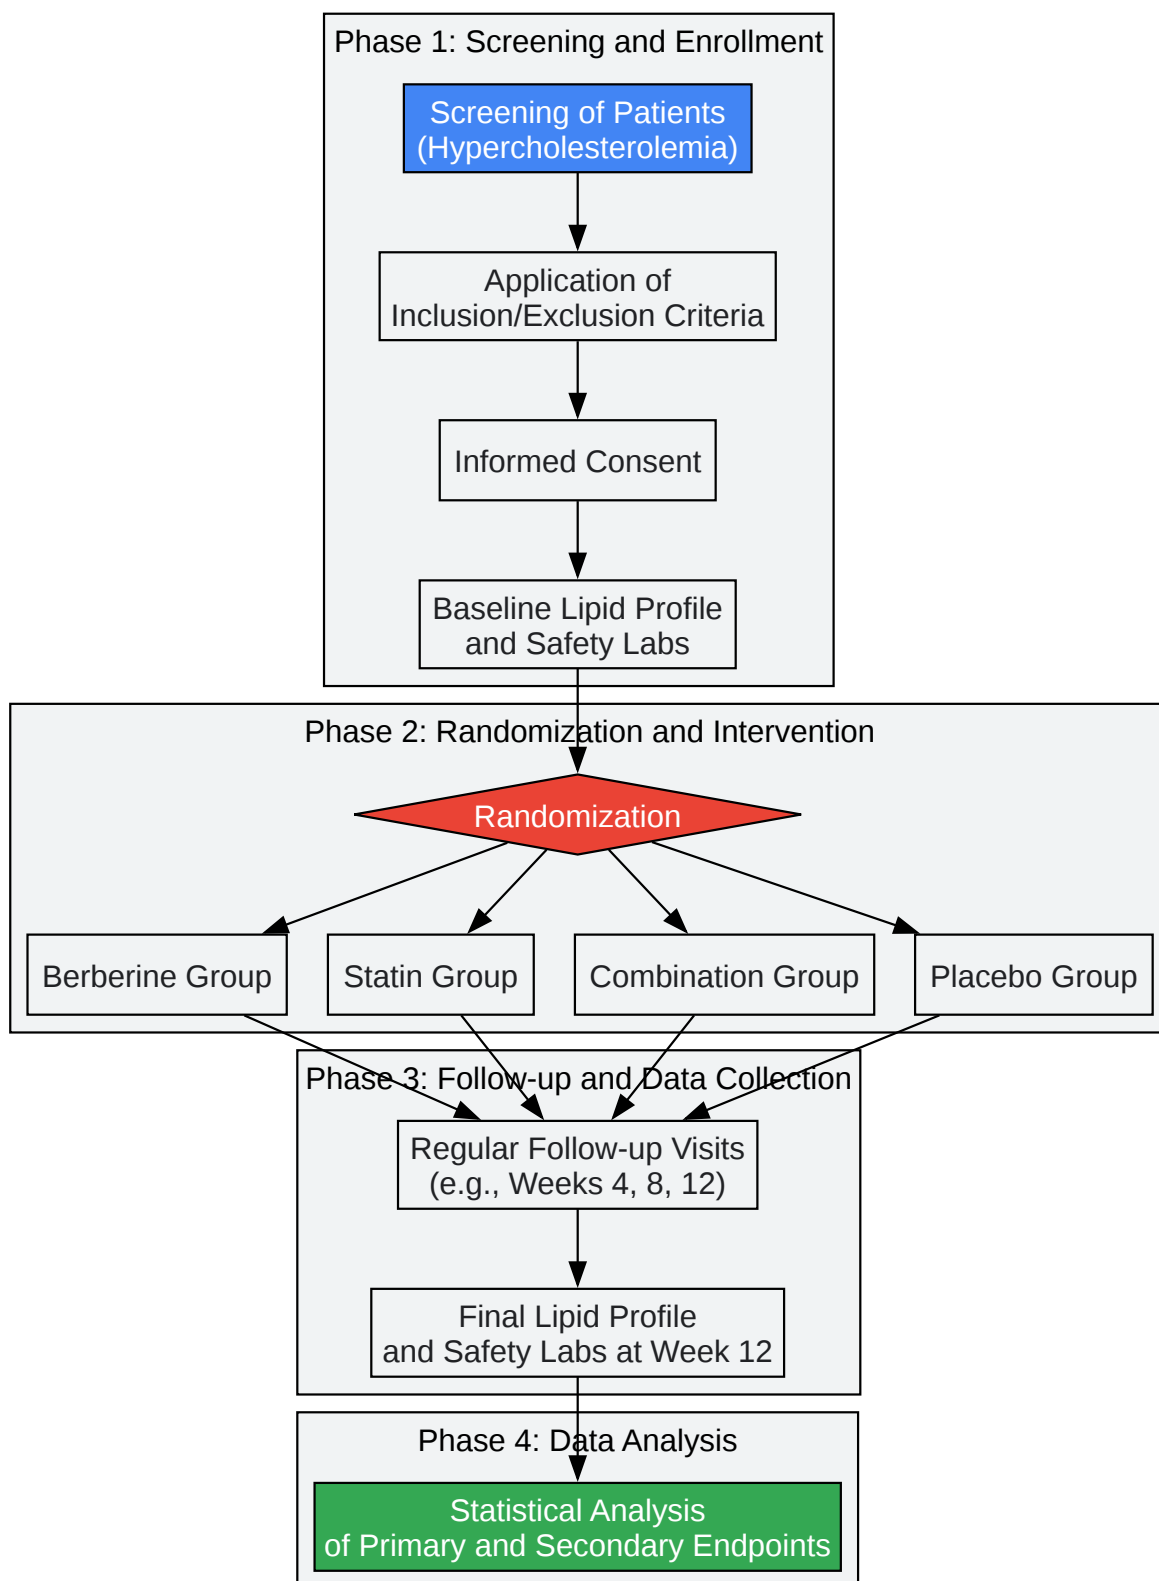 Phase 1: Screening and Enrollment
Screening of Patients
(Hypercholesterolemia)
Application of
Inclusion/Exclusion Criteria
Informed Consent
Baseline Lipid Profile
and Safety Labs
Phase 2: Randomization and Intervention
Randomization
Berberine Group
Statin Group
Combination Group
Placebo Group
Phase 3: Follow-up and Data Collection
Regular Follow-up Visits
(e.g., Weeks 4, 8, 12)
Final Lipid Profile
and Safety Labs at Week 12
Phase 4: Data Analysis
Statistical Analysis
of Primary and Secondary Endpoints